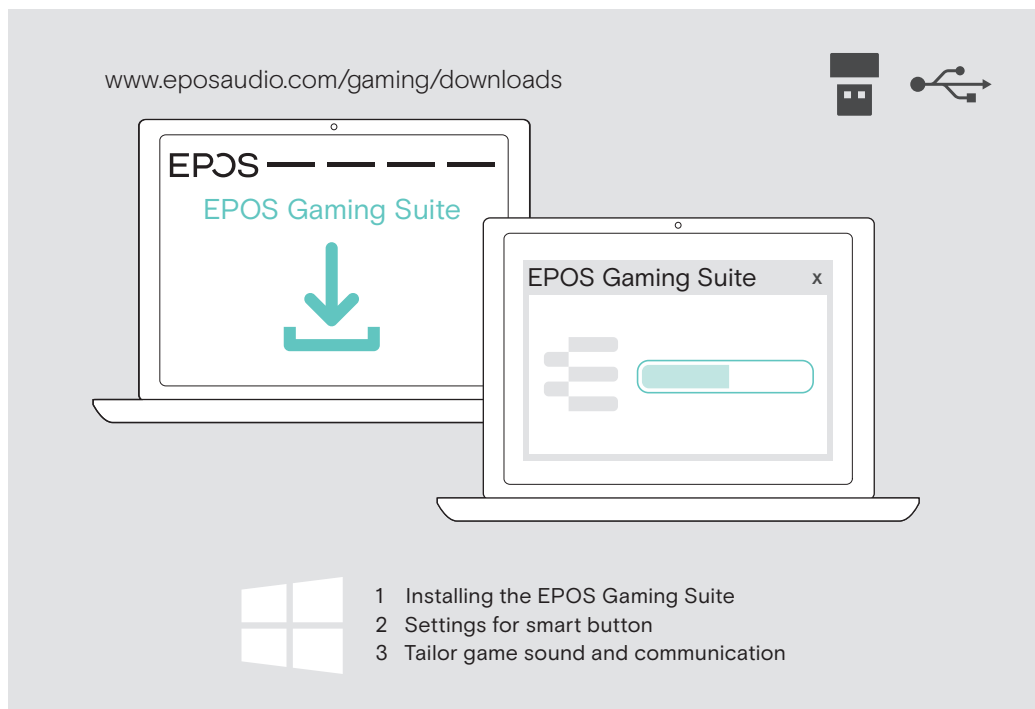 www.eposaudio.com/gaming/downloads
EPOS
EPOS Gaming Suite
EPOS Gaming Suite x
1 Installing the EPOS Gaming Suite
2 Settings for smart button
3 Tailor game sound and communication